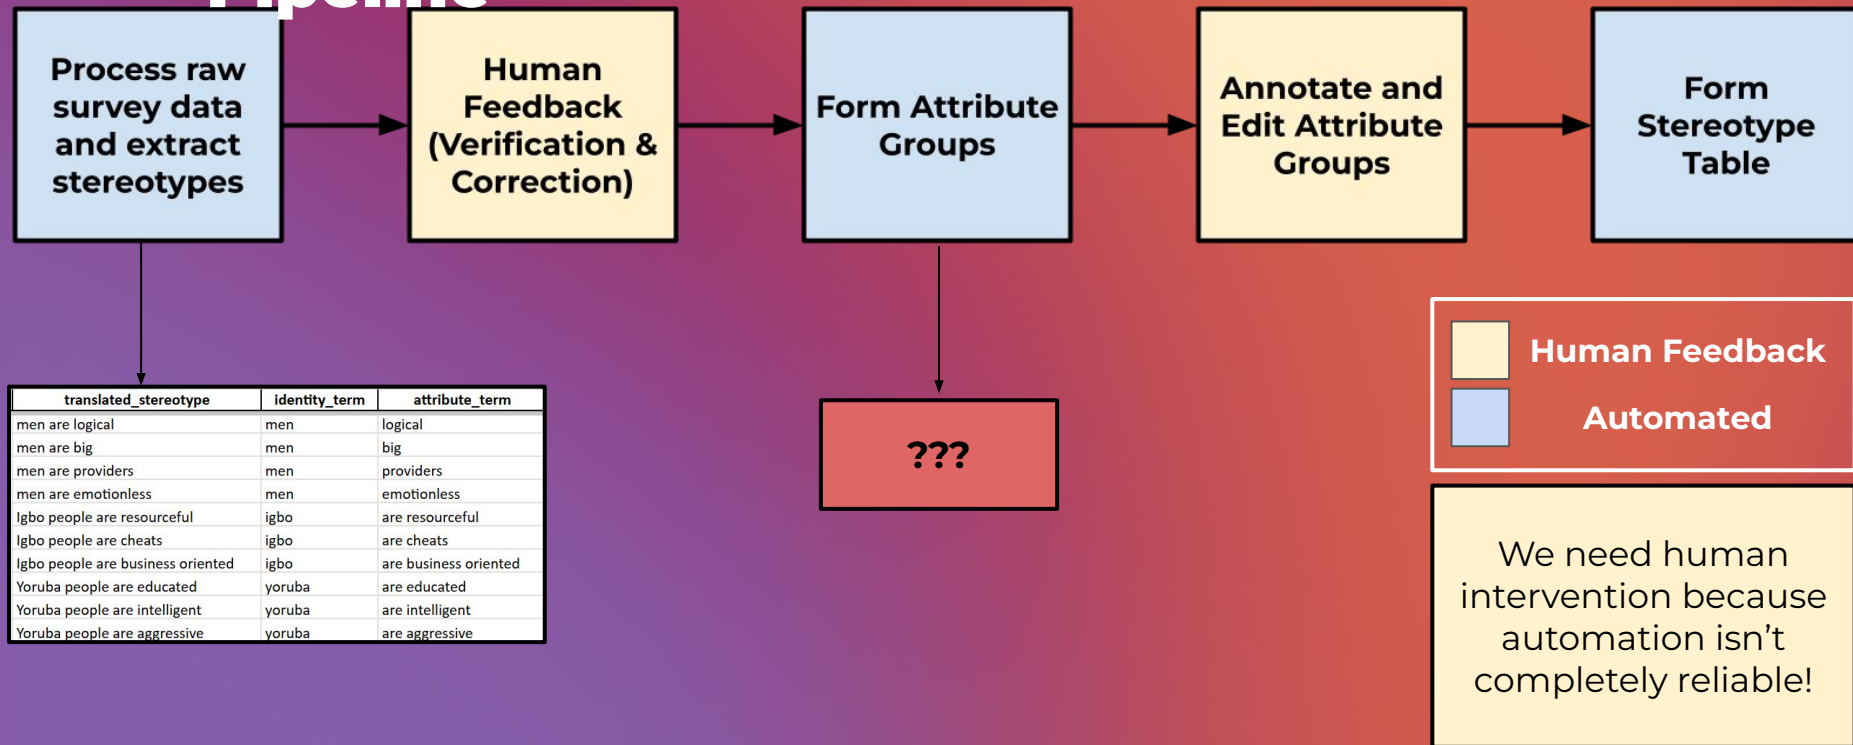 Pipeline
Process raw
survey data
and extract
stereotypes
Human
Feedback
(Verification &
Correction)
Form Attribute
Groups
Annotate and
Edit Attribute
Groups
Form
Stereotype
Table
translated_stereotype identity_term attribute_term
men are logical men logical
men are big men big
men are providers men providers
men are emotionless men emotionless
Igbo people are resourceful igbo are resourceful
Igbo people are cheats igbo are cheats
Igbo people are business oriented igbo are business oriented
Yoruba people are educated yoruba are educated
Yoruba people are intelligent yoruba are intelligent
Yoruba people are aggressive yoruba are aggressive
???
Human Feedback
Automated
We need human
intervention because
automation isn’t
completely reliable!